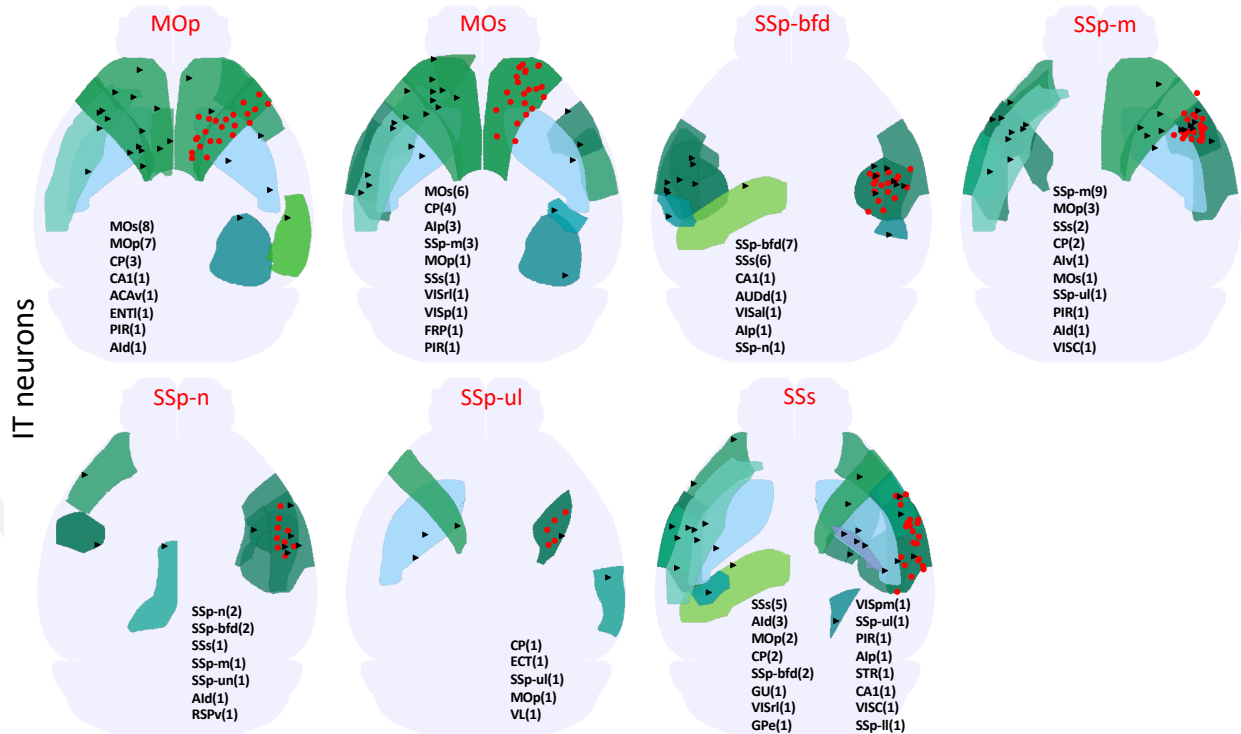 MOp
MOs
SSp-bfd
SSp-m
MOs(8)
MOp(7)
CP(3)
CA1(1)
ACAv(1)
ENTl(1)
PIR(1)
AId(1)
MOs(6)
CP(4)
AIp(3)
SSp-m(3)
MOp(1)
SSs(1)
VISrl(1)
VISp(1)
FRP(1)
PIR(1)
SSp-bfd(7)
SSs(6)
CA1(1)
AUDd(1)
VISal(1)
AIp(1)
SSp-n(1)
SSp-m(9)
MOp(3)
SSs(2)
CP(2)
AIv(1)
MOs(1)
SSp-ul(1)
PIR(1)
AId(1)
VISC(1)
IT neurons
SSp-n
SSp-ul
SSs
SSp-n(2)
SSp-bfd(2)
SSs(1)
SSp-m(1)
SSp-un(1)
AId(1)
RSPv(1)
CP(1)
ECT(1)
SSp-ul(1)
MOp(1)
VL(1)
SSs(5)
AId(3)
MOp(2)
CP(2)
SSp-bfd(2)
GU(1)
VISrl(1)
GPe(1)
VISpm(1)
SSp-ul(1)
PIR(1)
AIp(1)
STR(1)
CA1(1)
VISC(1)
SSp-ll(1)